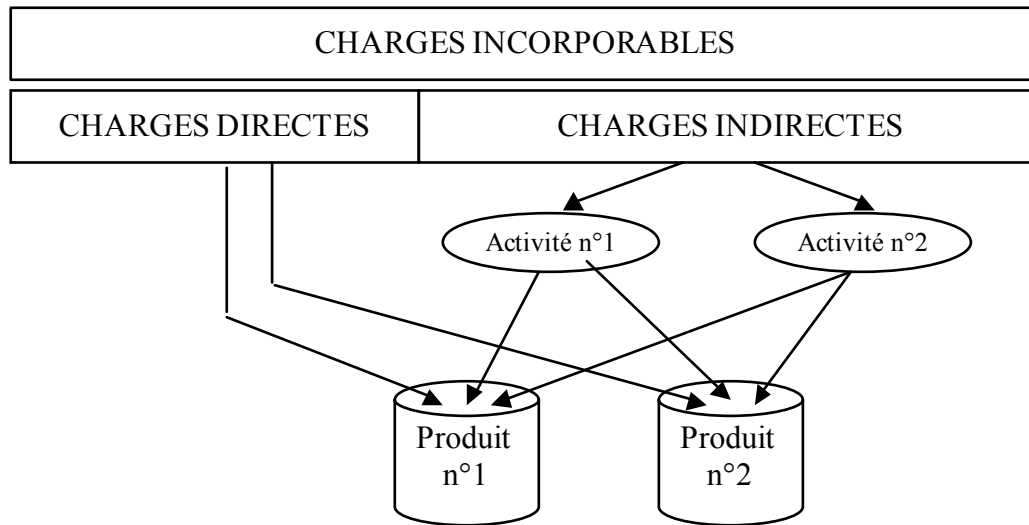 CHARGES INCORPORABLES
CHARGES DIRECTES
CHARGES INDIRECTES
Activité n°1
Activité n°2
Produit
n°1
Produit
n°2